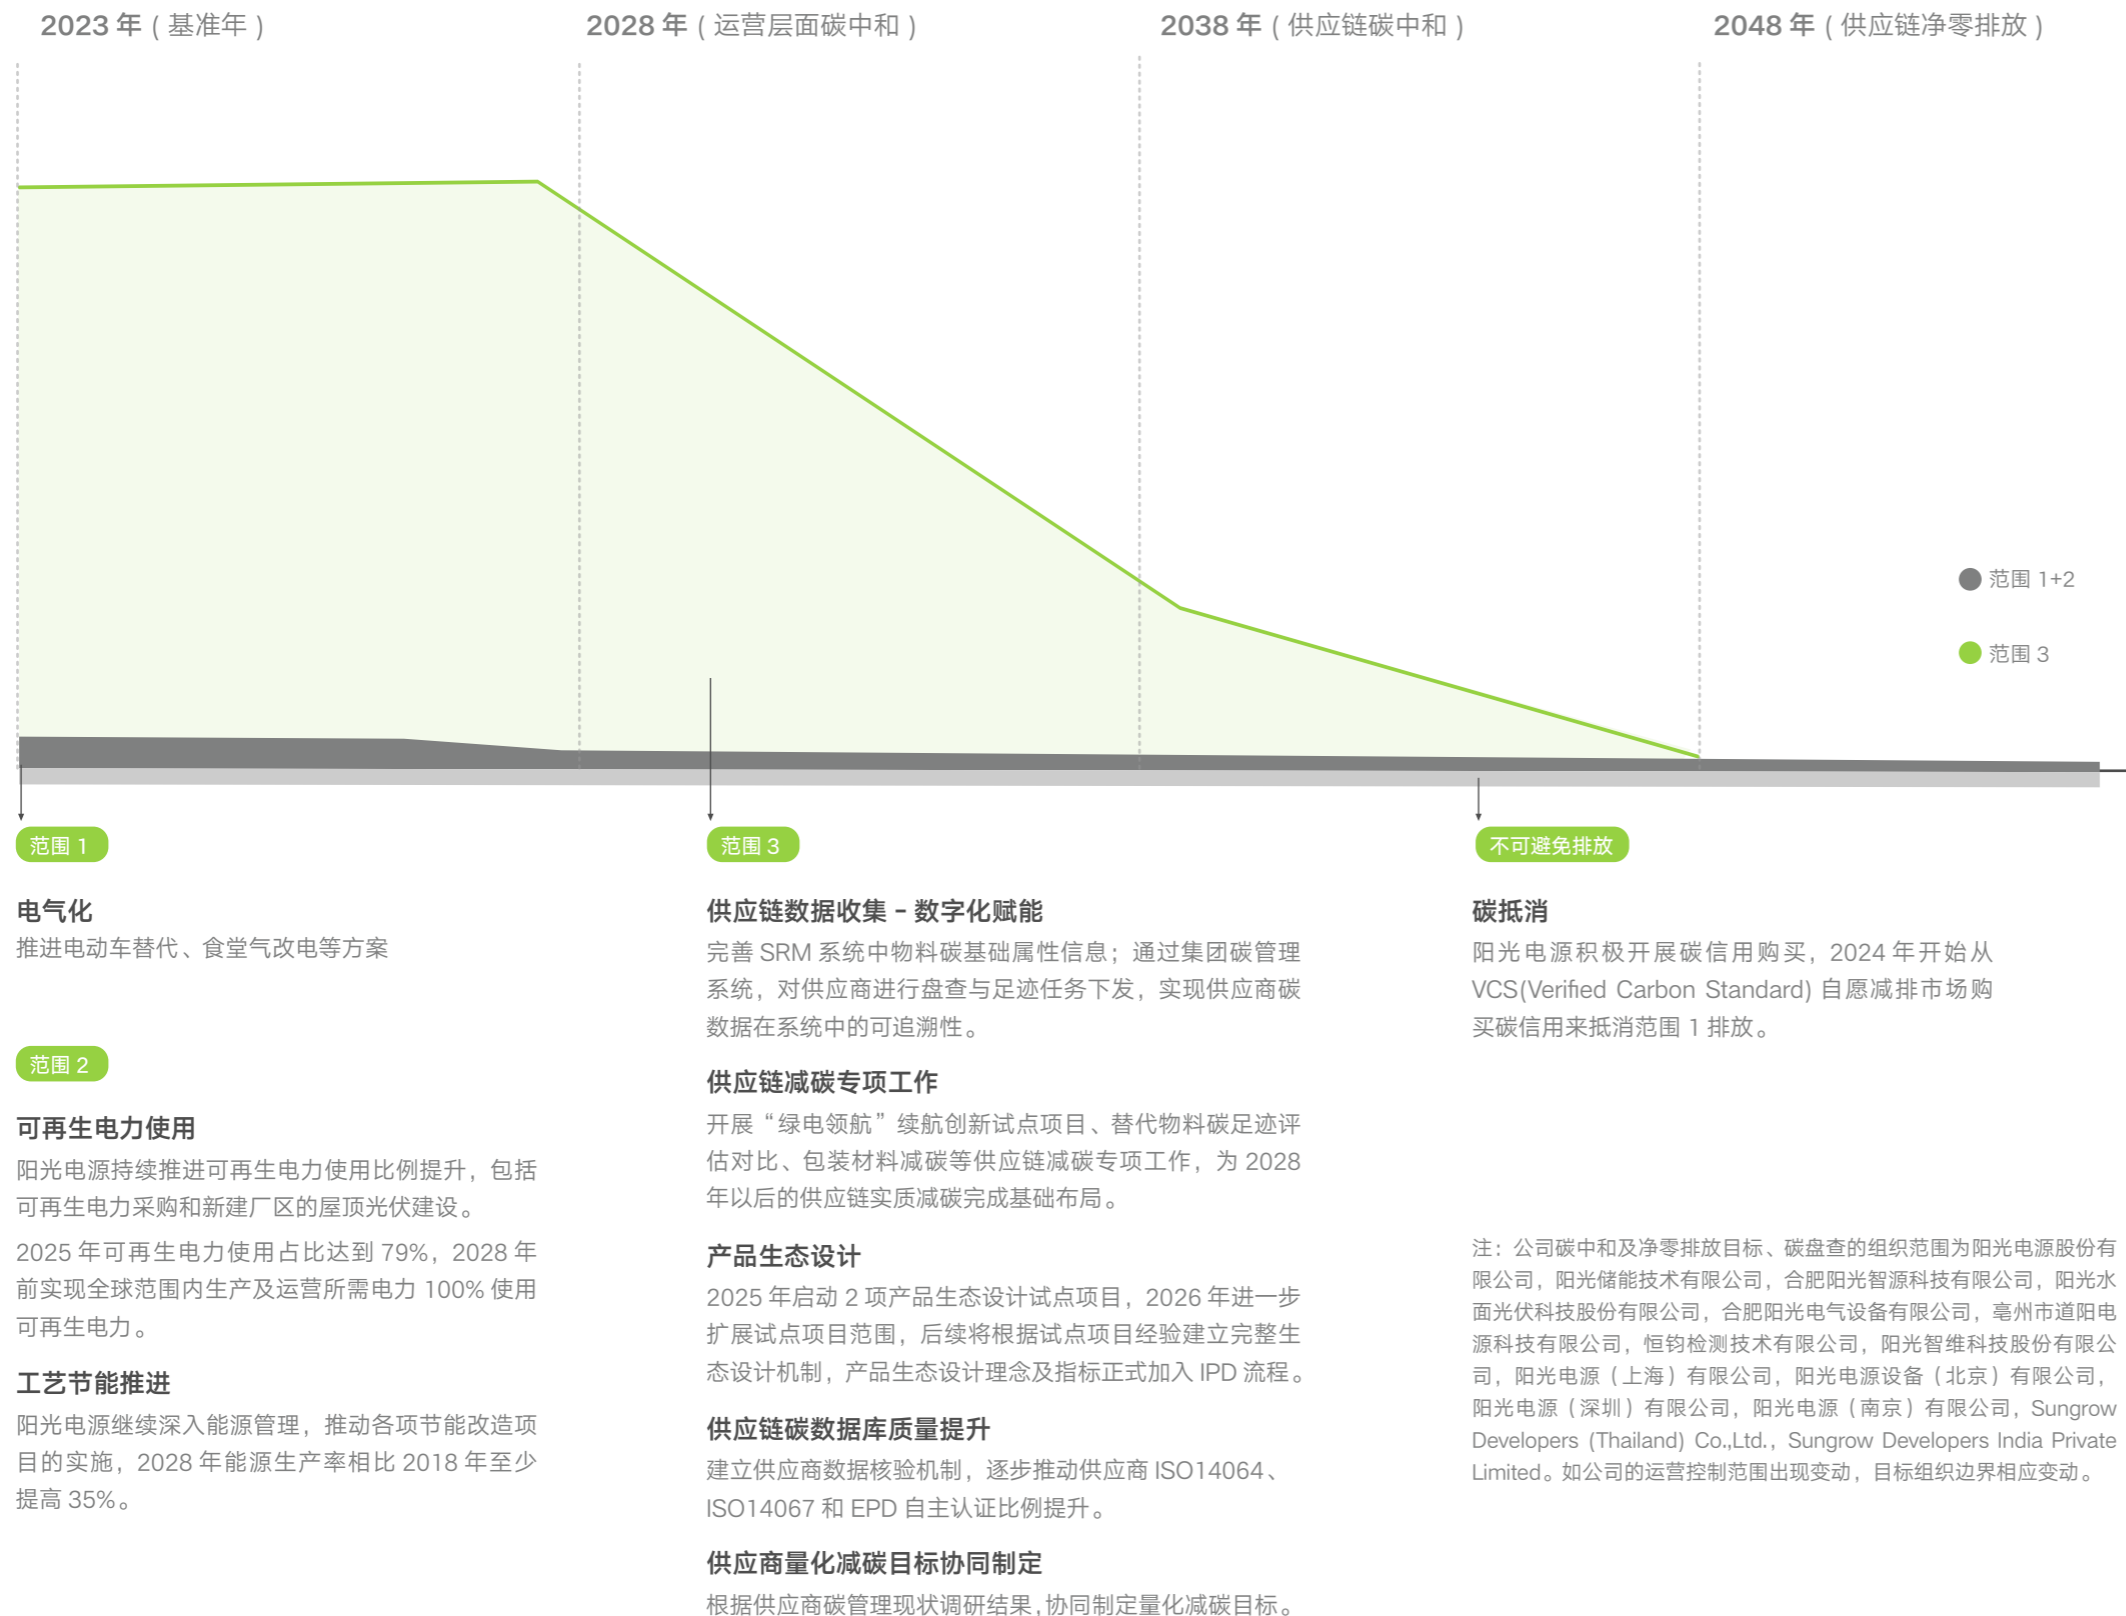 2023 年 ( 基准年 )
2028 年 ( 运营层面碳中和 )
2038 年 ( 供应链碳中和 )
2048 年 ( 供应链净零排放 )
范围 1+2
范围 3
范围 1
电气化
推进电动车替代、食堂气改电等方案
范围 2
可再生电力使用
阳光电源持续推进可再生电力使用比例提升，包括
可再生电力采购和新建厂区的屋顶光伏建设。
2025 年可再生电力使用占比达到 79%，2028 年
前实现全球范围内生产及运营所需电力 100% 使用
可再生电力。
工艺节能推进
阳光电源继续深入能源管理，推动各项节能改造项
目的实施，2028 年能源生产率相比 2018 年至少
提高 35%。
范围 3
供应链数据收集 – 数字化赋能
完善 SRM 系统中物料碳基础属性信息；通过集团碳管理
系统，对供应商进行盘查与足迹任务下发，实现供应商碳
数据在系统中的可追溯性。
供应链减碳专项工作
开展“绿电领航”续航创新试点项目、替代物料碳足迹评
估对比、包装材料减碳等供应链减碳专项工作，为 2028
年以后的供应链实质减碳完成基础布局。
产品生态设计
2025 年启动 2 项产品生态设计试点项目，2026 年进一步
扩展试点项目范围，后续将根据试点项目经验建立完整生
态设计机制，产品生态设计理念及指标正式加入 IPD 流程。
供应链碳数据库质量提升
建立供应商数据核验机制，逐步推动供应商 ISO14064、
ISO14067 和 EPD 自主认证比例提升。
供应商量化减碳目标协同制定
根据供应商碳管理现状调研结果,协同制定量化减碳目标。
不可避免排放
碳抵消
阳光电源积极开展碳信用购买，2024 年开始从
VCS(Verified Carbon Standard) 自愿减排市场购
买碳信用来抵消范围 1 排放。
注：公司碳中和及净零排放目标、碳盘查的组织范围为阳光电源股份有
限公司，阳光储能技术有限公司，合肥阳光智源科技有限公司，阳光水
面光伏科技股份有限公司，合肥阳光电气设备有限公司，亳州市道阳电
源科技有限公司，恒钧检测技术有限公司，阳光智维科技股份有限公
司，阳光电源（上海）有限公司，阳光电源设备（北京）有限公司，
阳光电源（深圳）有限公司，阳光电源（南京）有限公司，Sungrow
Developers (Thailand) Co.,Ltd.，Sungrow Developers India Private
Limited。如公司的运营控制范围出现变动，目标组织边界相应变动。